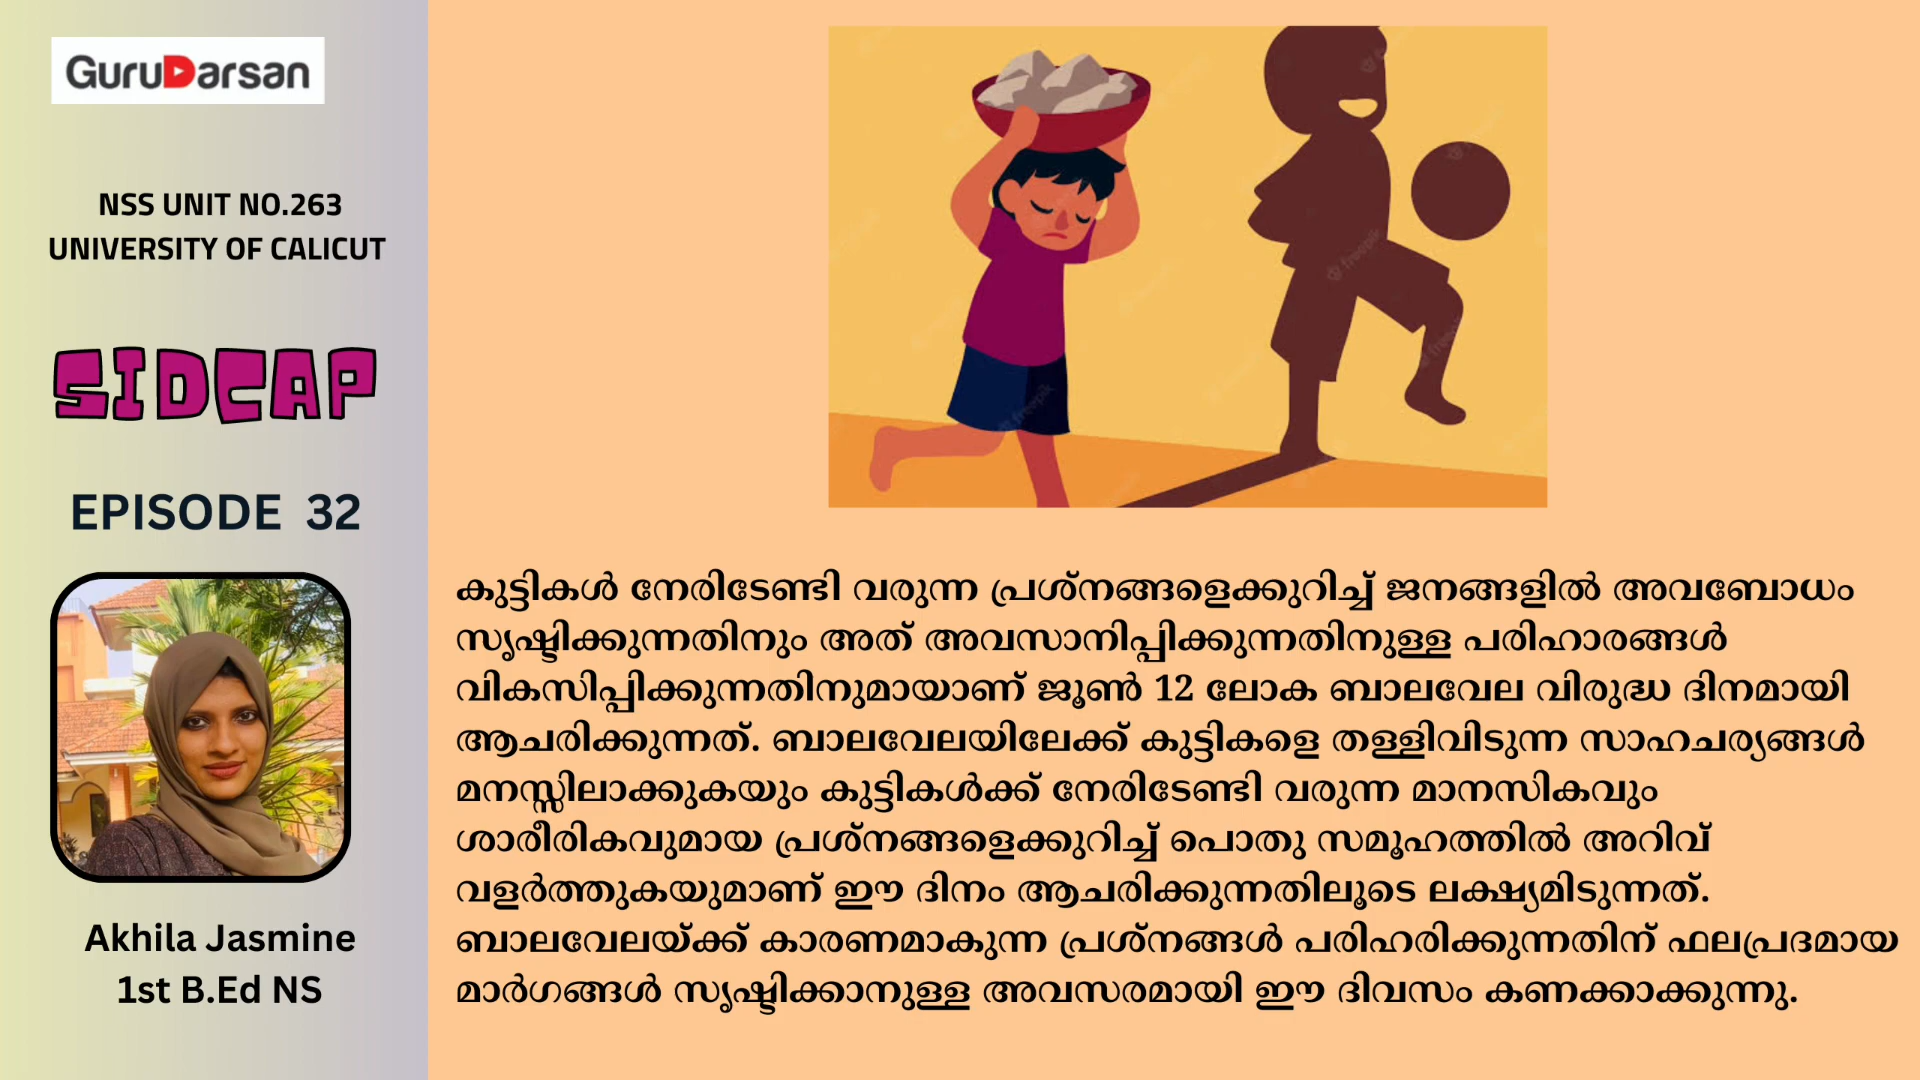 GuruDarsan
NSS UNIT NO.263
UNIVERSITY OF CALICUT
SIDCAP
EPISODE 32
Akhila Jasmine
1st B.Ed NS
കുട്ടികൾ നേരിടേണ്ടി വരുന്ന പ്രശ്നങ്ങളെക്കുറിച്ച് ജനങ്ങളിൽ അവബോധം
സൃഷ്ടിക്കുന്നതിനും അത് അവസാനിപ്പിക്കുന്നതിനുള്ള പരിഹാരങ്ങൾ
വികസിപ്പിക്കുന്നതിനുമായാണ് ജൂൺ 12 ലോക ബാലവേല വിരുദ്ധ ദിനമായി
ആചരിക്കുന്നത്. ബാലവേലയിലേക്ക് കുട്ടികളെ തള്ളിവിടുന്ന സാഹചര്യങ്ങൾ
മനസ്സിലാക്കുകയും കുട്ടികൾക്ക് നേരിടേണ്ടി വരുന്ന മാനസികവും
ശാരീരികവുമായ പ്രശ്നങ്ങളെക്കുറിച്ച് പൊതു സമൂഹത്തിൽ അറിവ്
വളർത്തുകയുമാണ് ഈ ദിനം ആചരിക്കുന്നതിലൂടെ ലക്ഷ്യമിടുന്നത്.
ബാലവേലയ്ക്ക് കാരണമാകുന്ന പ്രശ്നങ്ങൾ പരിഹരിക്കുന്നതിന് ഫലപ്രദമായ
മാർഗങ്ങൾ സൃഷ്ടിക്കാനുള്ള അവസരമായി ഈ ദിവസം കണക്കാക്കുന്നു.
freepik
freepik
freepik